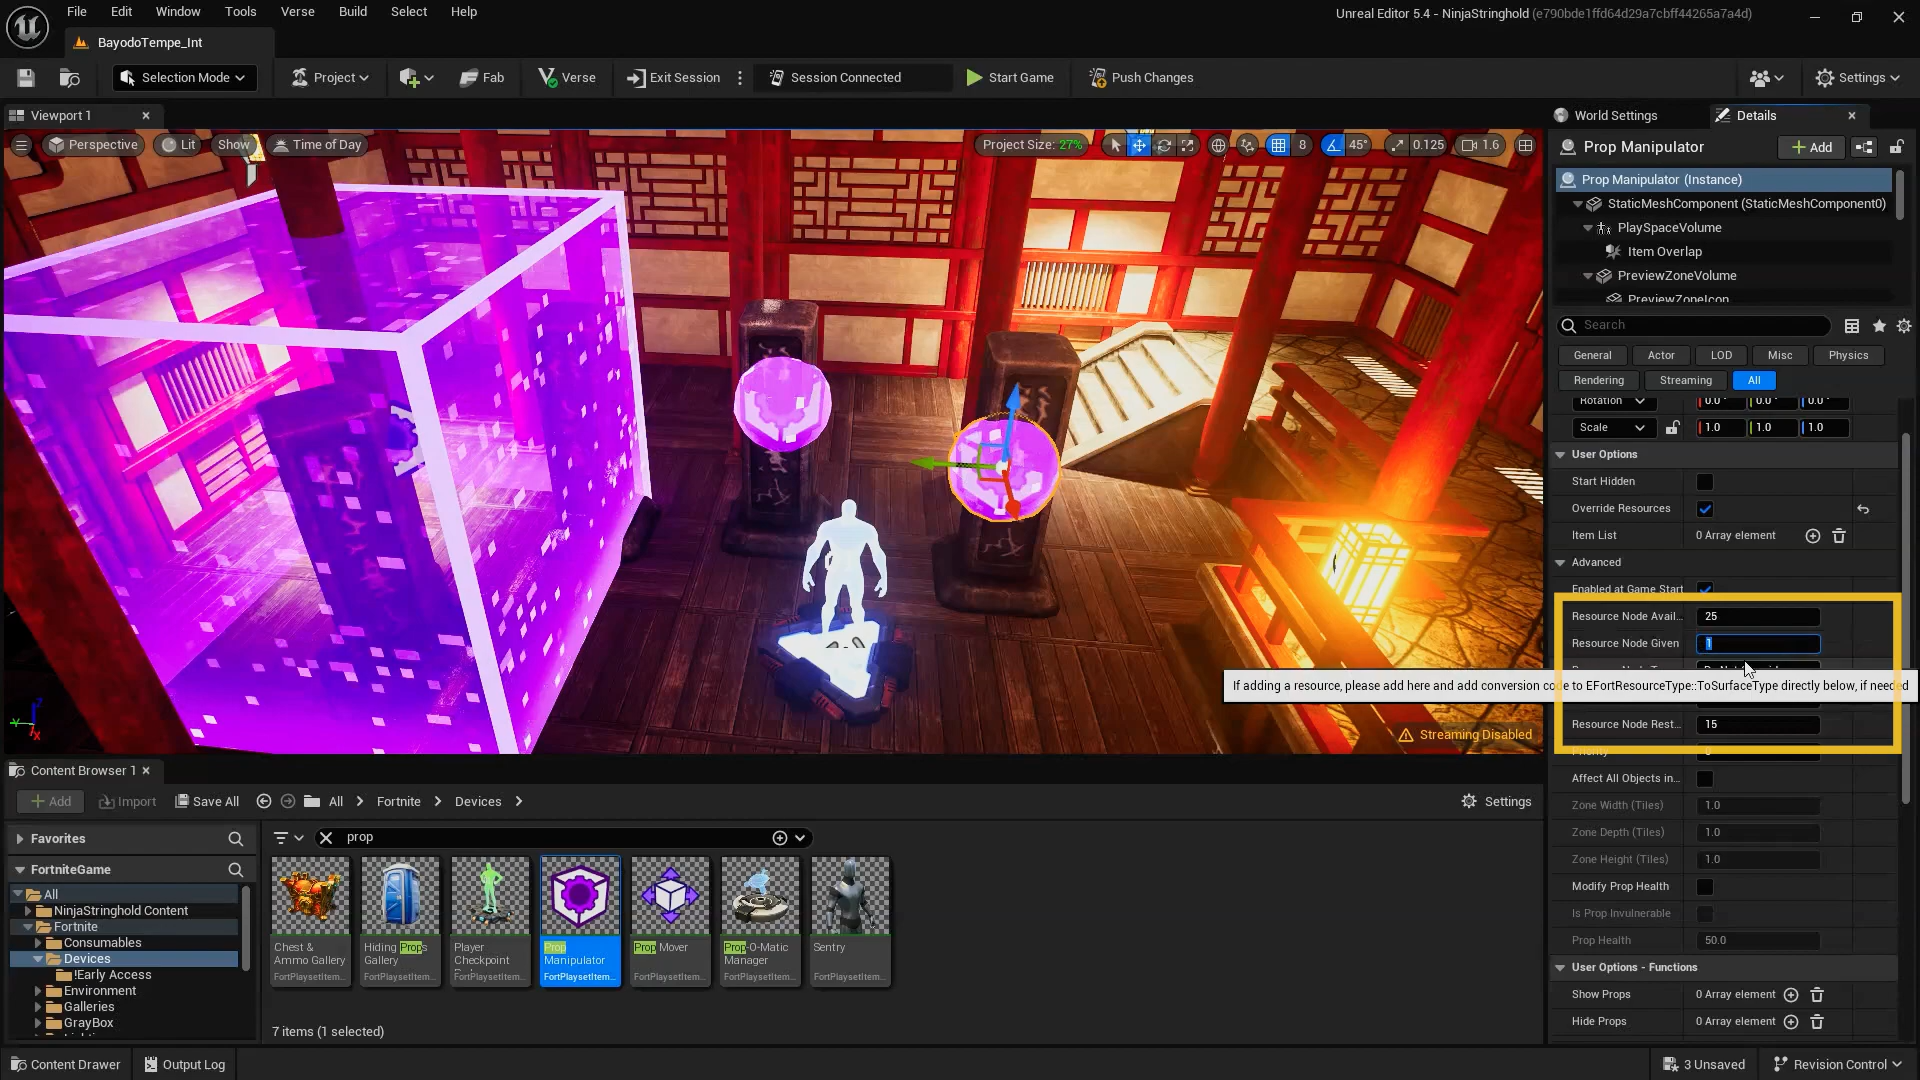 File Edit Window Tools Verse Build Select Help
Unreal Editor 5.4 - NinjaStringhold (e790bde1ffd64d29a7cbff44265a7a4d)
BayodoTempe_Int
Selection Mode Project Fab Verse Exit Session Session Connected Start Game Push Changes Settings
Viewport 1
Perspective Lit Show Time of Day Project Size: 27% 8 45° 0.125 1.6
Streaming Disabled
World Settings Details
Prop Manipulator Add
Prop Manipulator (Instance)
StaticMeshComponent (StaticMeshComponent0)
PlaySpaceVolume
Item Overlap
PreviewZoneVolume
PreviewZoneIcon
Search
General Actor LOD Misc Physics
Rendering Streaming All
Rotation 0.0° 0.0° 0.0°
Scale 1.0 1.0 1.0
User Options
Start Hidden
Override Resources
Item List 0 Array element
Advanced
Enabled at Game Start
Resource Node Avail... 25
Resource Node Given 1
If adding a resource, please add here and add conversion code to EFortResourceType::ToSurfaceType directly below, if needed
Resource Node Rest... 15
Priority
Affect All Objects in...
Zone Width (Tiles) 1.0
Zone Depth (Tiles) 1.0
Zone Height (Tiles) 1.0
Modify Prop Health
Is Prop Invulnerable
Prop Health 50.0
User Options - Functions
Show Props 0 Array element
Hide Props 0 Array element
Content Browser 1
Add Import Save All All Fortnite Devices Settings
Favorites
prop
FortniteGame
All
NinjaStringhold Content
Fortnite
Consumables
Devices
!Early Access
Environment
Galleries
GrayBox
Chest & Ammo Gallery
FortPlaysetItem...
Hiding Props Gallery
FortPlaysetItem...
Player Checkpoint
FortPlaysetItem...
Prop Manipulator
FortPlaysetItem...
Prop Mover
FortPlaysetItem...
Prop-O-Matic Manager
FortPlaysetItem...
Sentry
FortPlaysetItem...
7 items (1 selected)
Content Drawer Output Log 3 Unsaved Revision Control